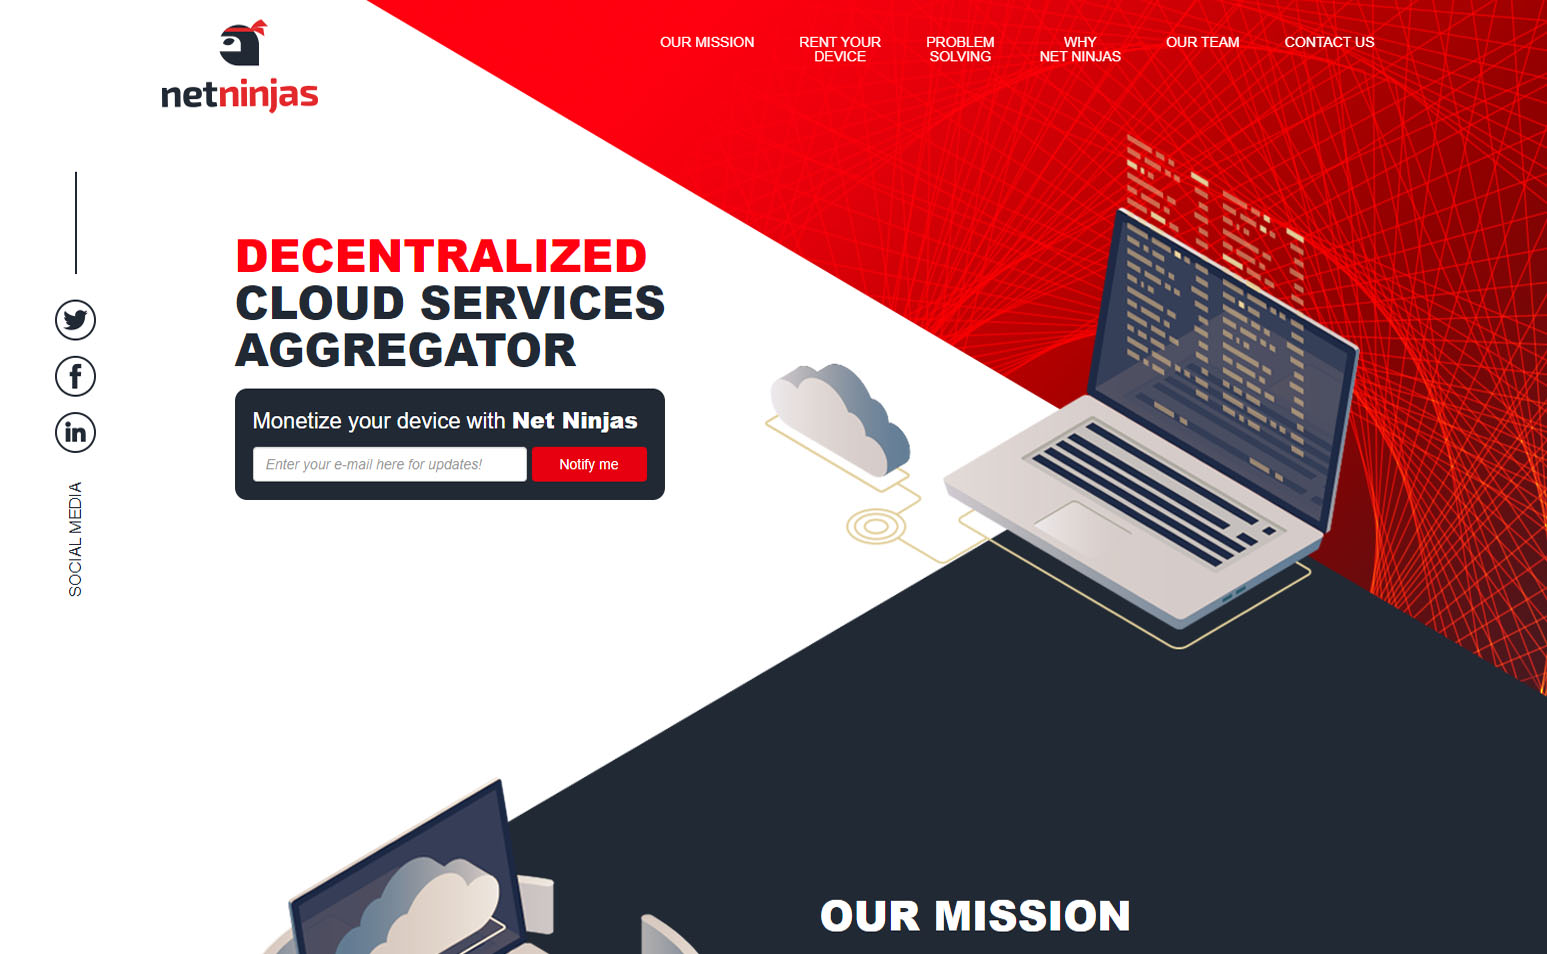 netninjas
OUR MISSION
RENT YOUR
DEVICE
PROBLEM
SOLVING
WHY
NET NINJAS
OUR TEAM
CONTACT US
DECENTRALIZED
CLOUD SERVICES
AGGREGATOR
Monetize your device with Net Ninjas
Enter your e-mail here for updates!
Notify me
SOCIAL MEDIA
OUR MISSION